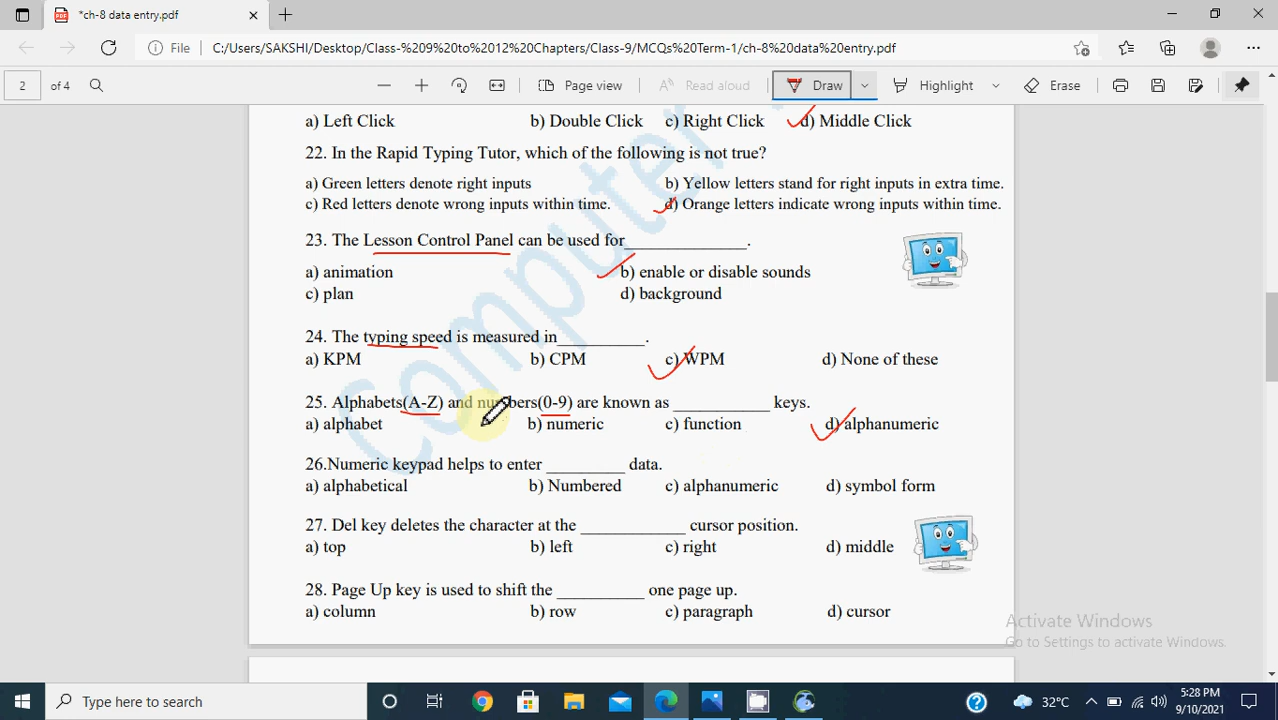 *ch-8 data entry.pdf
File C:/Users/SAKSHI/Desktop/Class-%209%20to%2012%20Chapters/Class-9/MCQs%20Term-1/ch-8%20data%20entry.pdf
2 of 4 Page view Read aloud Draw Highlight Erase
a) Left Click b) Double Click c) Right Click d) Middle Click
22. In the Rapid Typing Tutor, which of the following is not true?
a) Green letters denote right inputs b) Yellow letters stand for right inputs in extra time.
c) Red letters denote wrong inputs within time. d) Orange letters indicate wrong inputs within time.
23. The Lesson Control Panel can be used for______________.
a) animation b) enable or disable sounds
c) plan d) background
24. The typing speed is measured in__________.
a) KPM b) CPM c) WPM d) None of these
25. Alphabets(A-Z) and numbers(0-9) are known as ___________ keys.
a) alphabet b) numeric c) function d) alphanumeric
26.Numeric keypad helps to enter _________ data.
a) alphabetical b) Numbered c) alphanumeric d) symbol form
27. Del key deletes the character at the ____________ cursor position.
a) top b) left c) right d) middle
28. Page Up key is used to shift the __________ one page up.
a) column b) row c) paragraph d) cursor
Computer
Activate Windows
Go to Settings to activate Windows.
Type here to search
32°C
5:28 PM
9/10/2021